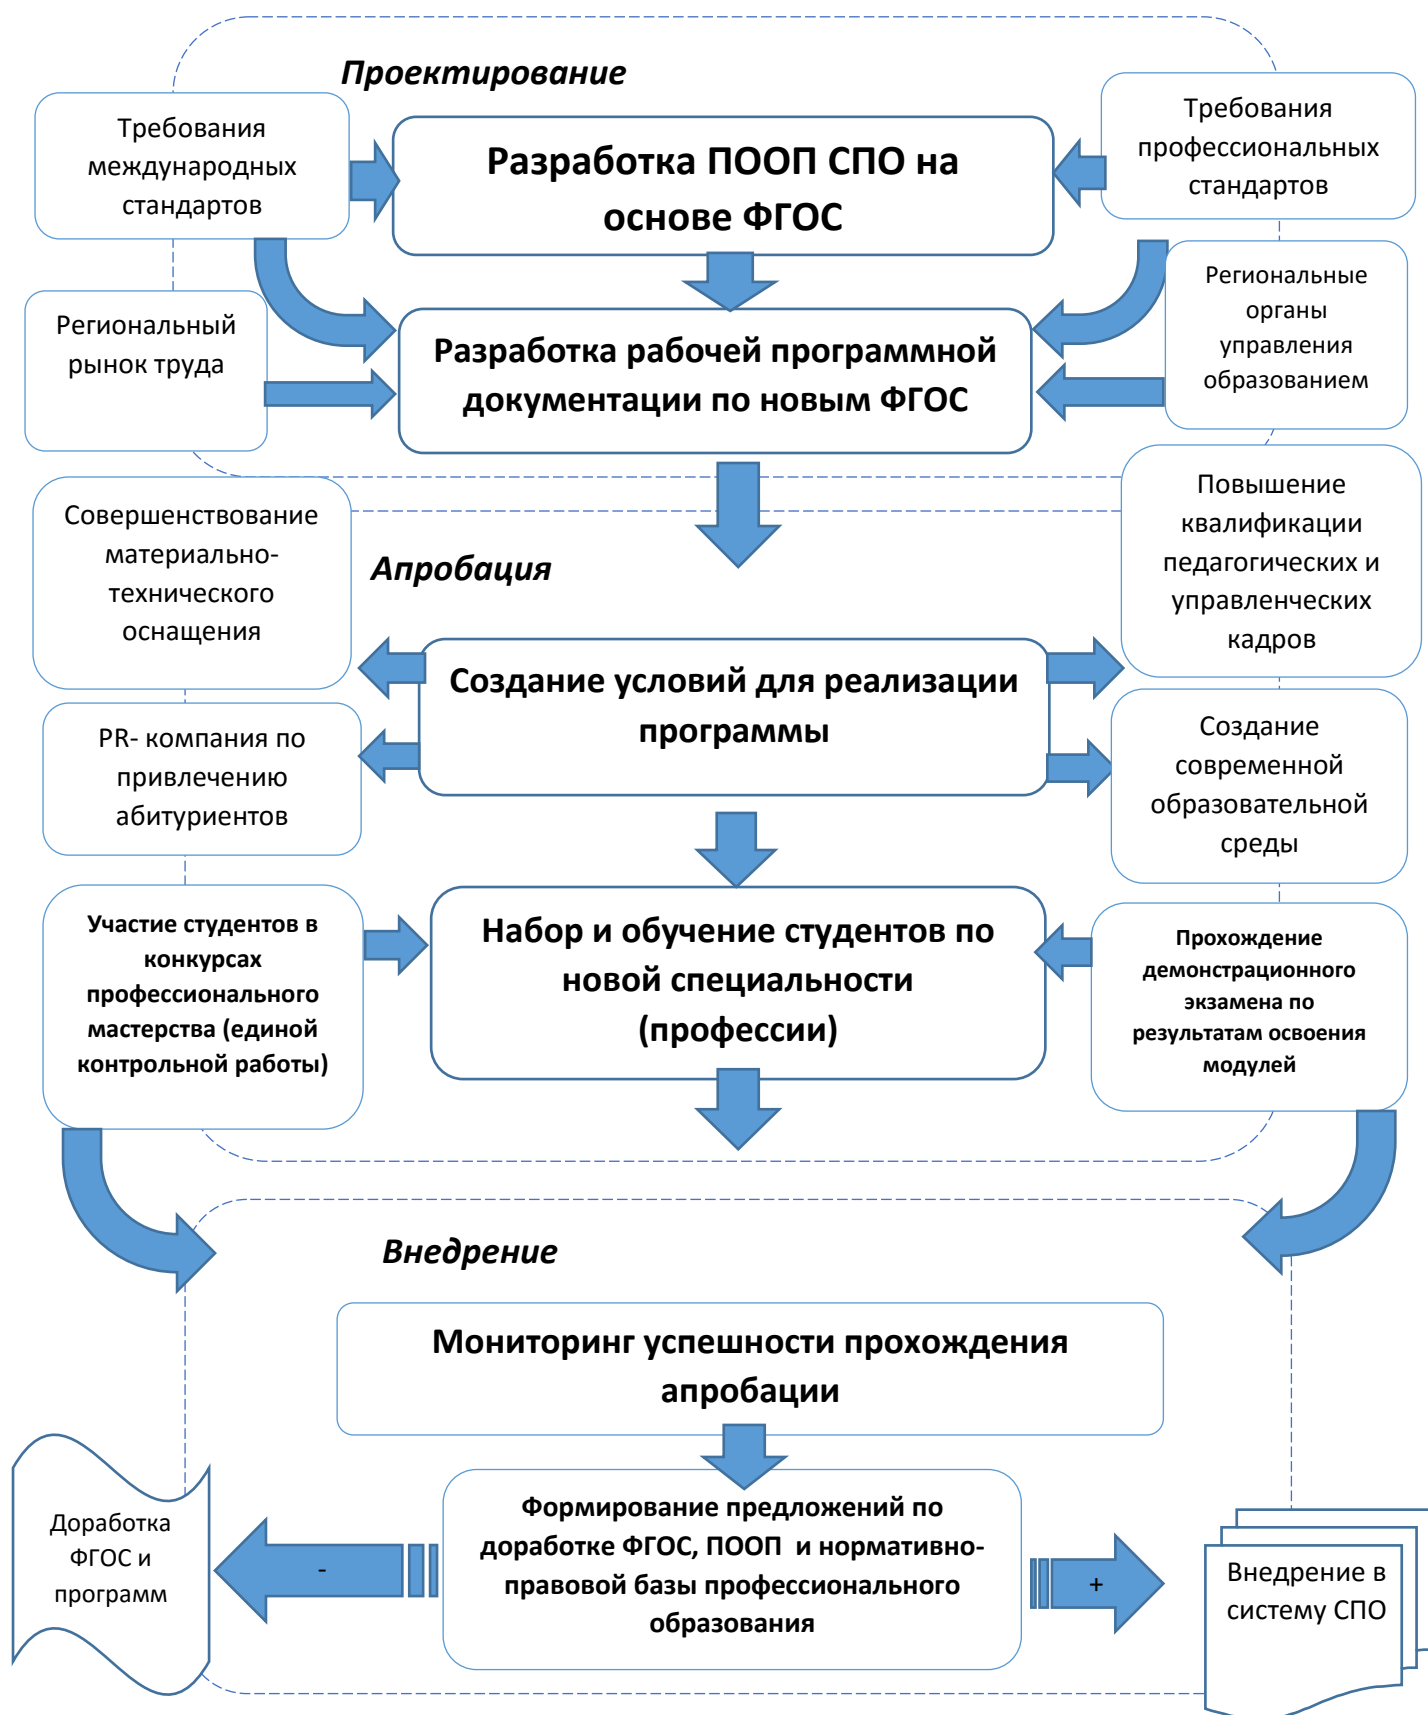 Проектирование
Требования
международных
стандартов
Разработка ПООП СПО на
основе ФГОС
Требования
профессиональных
стандартов
Региональный
рынок труда
Разработка рабочей программной
документации по новым ФГОС
Региональные
органы
управления
образованием
Апробация
Совершенствование
материально-
технического
оснащения
Повышение
квалификации
педагогических и
управленческих
кадров
Создание условий для реализации
программы
PR- компания по
привлечению
абитуриентов
Создание
современной
образовательной
среды
Участие студентов в
конкурсах
профессионального
мастерства (единой
контрольной работы)
Набор и обучение студентов по
новой специальности
(профессии)
Прохождение
демонстрационного
экзамена по
результатам освоения
модулей
Внедрение
Мониторинг успешности прохождения
апробации
Доработка
ФГОС и
программ
-
Формирование предложений по
доработке ФГОС, ПООП  и нормативно-
правовой базы профессионального
образования
+
Внедрение в
систему СПО